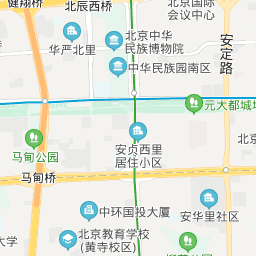 健翔桥
北辰西桥
北京国际
会议中心
华严北里
北京中华
民族博物院
安定路
中华民族园南区
元大都城垣
马甸公园
安贞西里
居住小区
马甸桥
中环国投大厦
安华里社区
大学
北京教育学校
(黄寺校区)